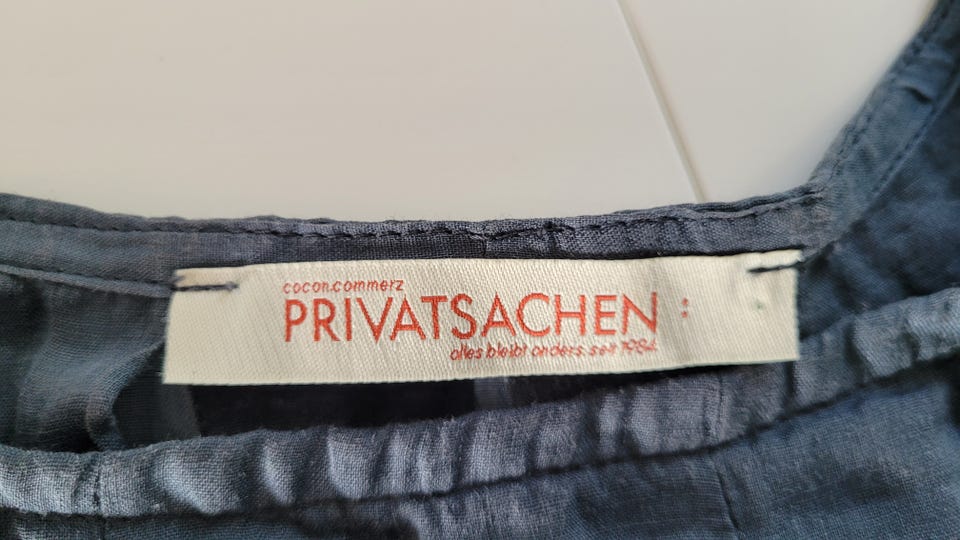 cocon.commerz
PRIVATSACHEN :
alles bleibt anders. seit 1984